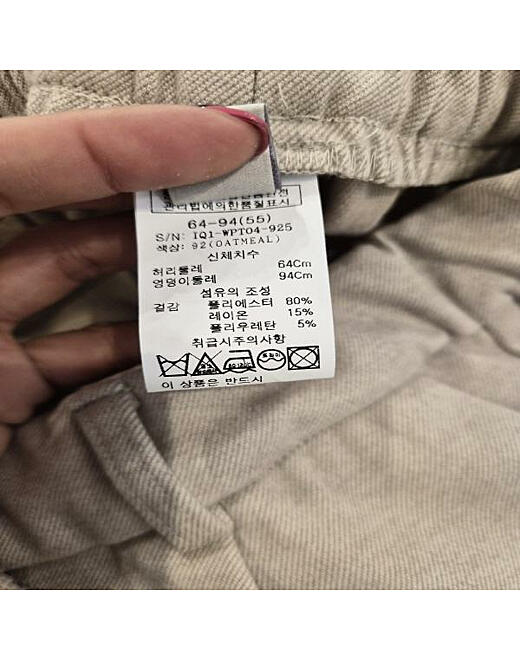 관리법에의한품질표시
64-94(55)
S/N: IQ1-WPT04-925
색상: 92(OATMEAL)
신체치수
허리둘레 64Cm
엉덩이둘레 94Cm
섬유의 조성
겉감 폴리에스터 80%
레이온 15%
폴리우레탄 5%
취급시주의사항
이 상품은 반드시